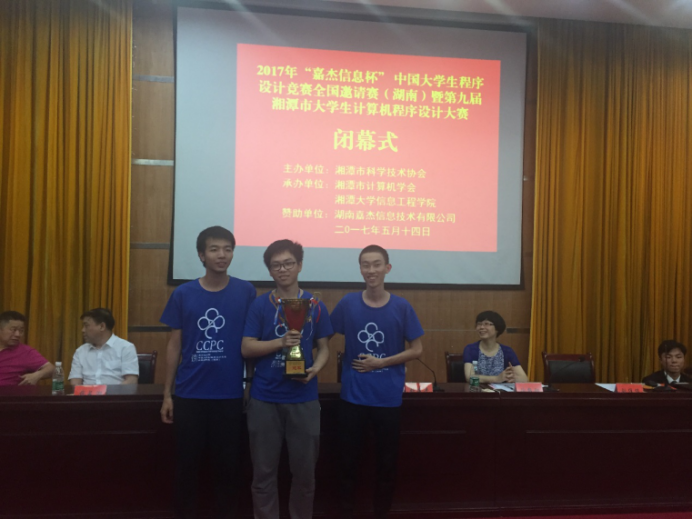 2017年“嘉杰信息杯” 中国大学生程序
设计竞赛全国邀请赛（湖南）暨第九届
湘潭市大学生计算机程序设计大赛
闭幕式
主办单位：湘潭市科学技术协会
承办单位：湘潭市计算机学会
湘潭大学信息工程学院
赞助单位：湖南嘉杰信息技术有限公司
二0一七年五月十四日
CCPC
CCPC
CCPC